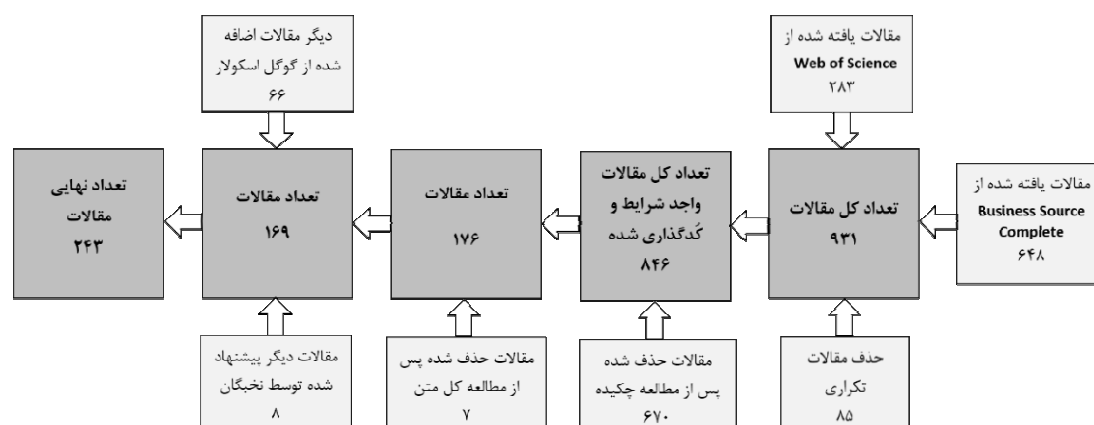 مقالات یافته شده از
Web of Science
۲۸۳
دیگر مقالات اضافه
شده از گوگل اسکولار
۶۶
مقالات یافته شده از
Business Source
Complete
۶۴۸
تعداد کل مقالات
۹۳۱
تعداد کل مقالات
واجد شرایط و
کُدگذاری شده
۸۴۶
تعداد مقالات
۱۷۶
تعداد مقالات
۱۶۹
تعداد نهایی
مقالات
۲۴۳
حذف مقالات
تکراری
۸۵
مقالات حذف شده
پس از مطالعه چکیده
۶۷۰
مقالات حذف شده پس
از مطالعه کل متن
۷
مقالات دیگر پیشنهاد
شده توسط نخبگان
۸